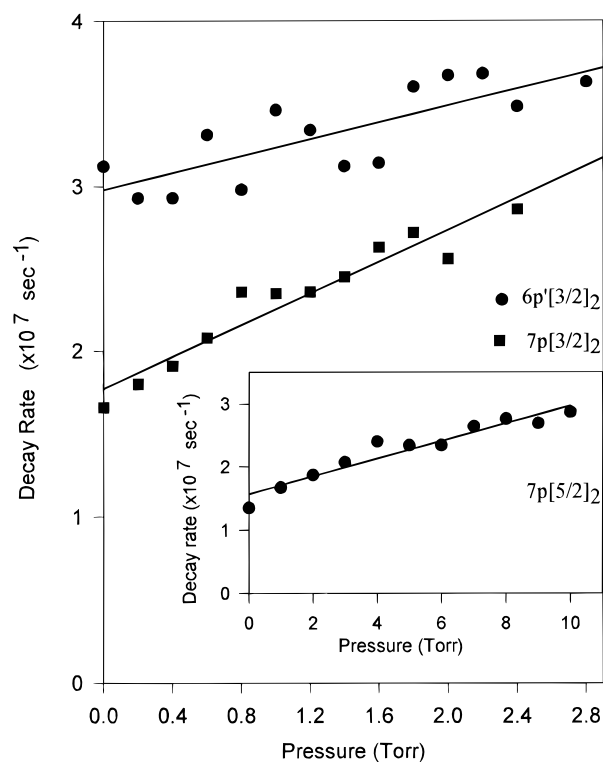 4
3
2
1
0
Decay Rate (x10 7 sec -1)
6p'[3/2]2
7p[3/2]2
3
2
1
0
Decay rate (x10 7 sec -1)
7p[5/2]2
0 2 4 6 8 10
Pressure (Torr)
0.0 0.4 0.8 1.2 1.6 2.0 2.4 2.8
Pressure (Torr)